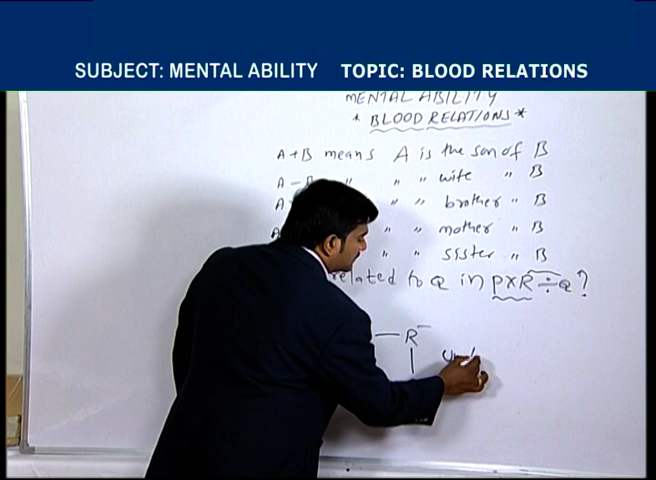 SUBJECT: MENTAL ABILITY TOPIC: BLOOD RELATIONS
MENTAL ABILITY
* BLOOD RELATIONS *
A+B means A is the son of B
A-B " " " wife " B
A " " brother " B
" " mother " B
" " sister " B
related to Q in P×R÷Q?
— R⁻